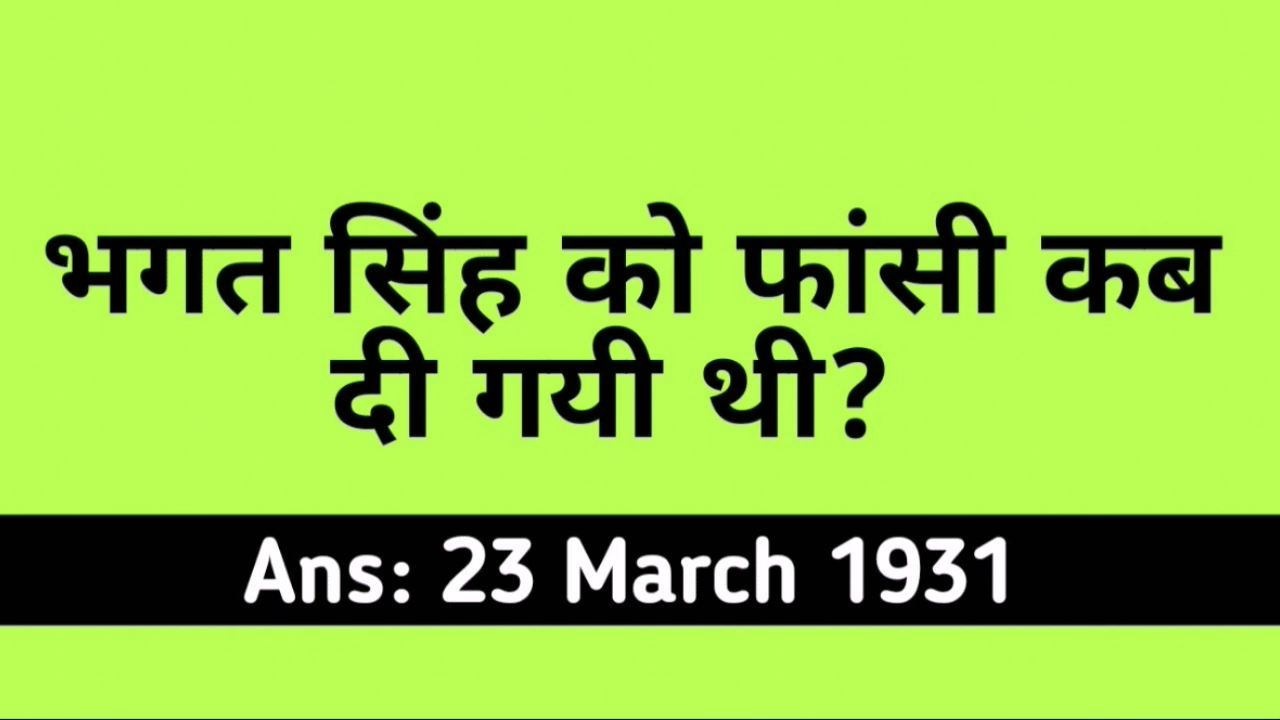 भगत सिंह को फांसी कब
दी गयी थी?
Ans: 23 March 1931